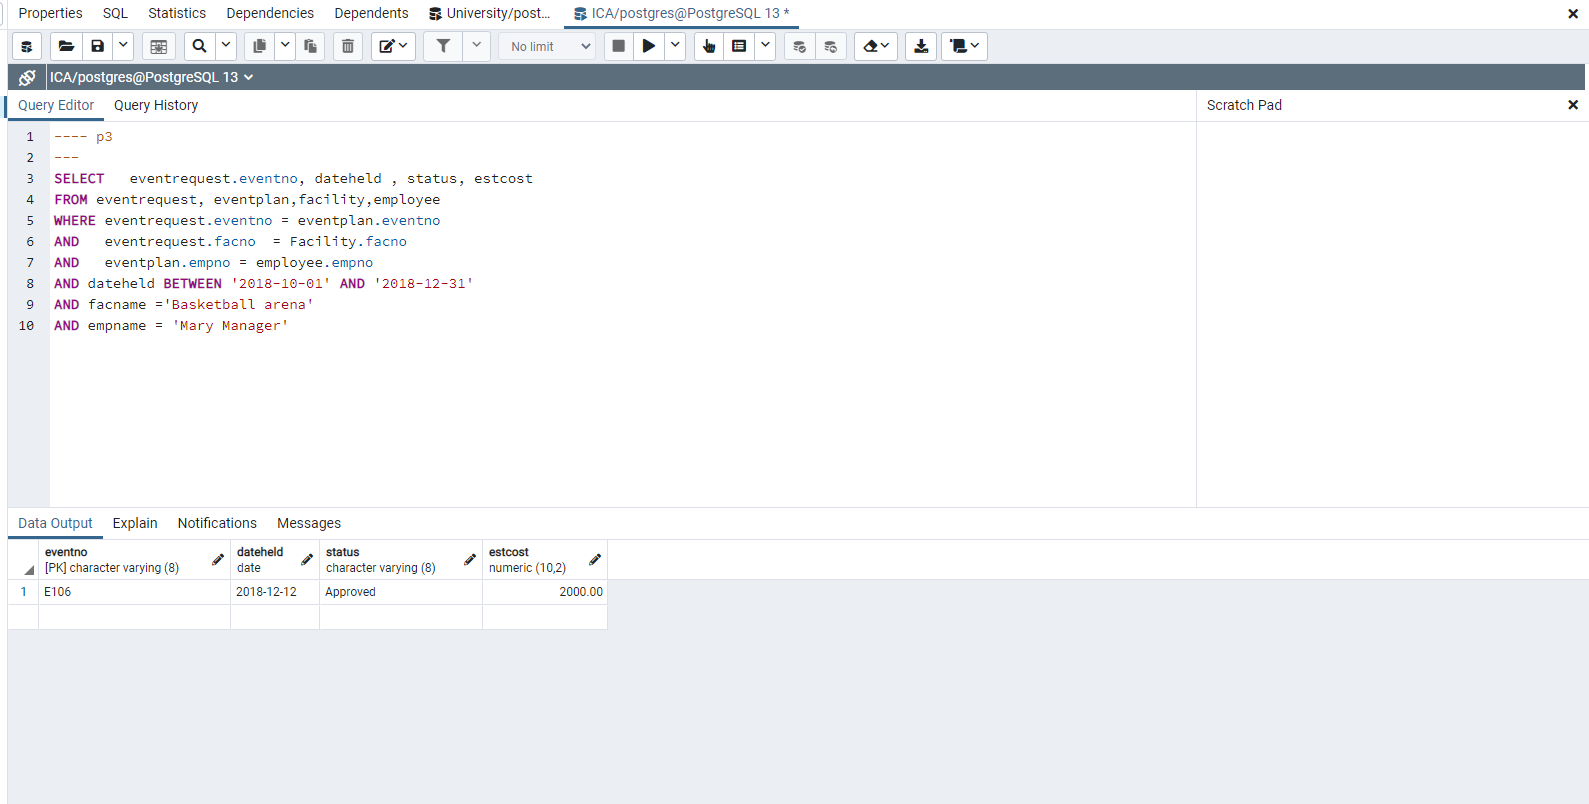 Properties SQL Statistics Dependencies Dependents University/post... ICA/postgres@PostgreSQL 13 *
No limit
ICA/postgres@PostgreSQL 13
Query Editor Query History Scratch Pad
1 ---- p3
2 ---
3 SELECT   eventrequest.eventno, dateheld , status, estcost
4 FROM eventrequest, eventplan,facility,employee
5 WHERE eventrequest.eventno = eventplan.eventno
6 AND   eventrequest.facno  = Facility.facno
7 AND   eventplan.empno = employee.empno
8 AND dateheld BETWEEN '2018-10-01' AND '2018-12-31'
9 AND facname ='Basketball arena'
10 AND empname = 'Mary Manager'
Data Output Explain Notifications Messages
eventno dateheld status estcost
[PK] character varying (8) date character varying (8) numeric (10,2)
1 E106 2018-12-12 Approved 2000.00